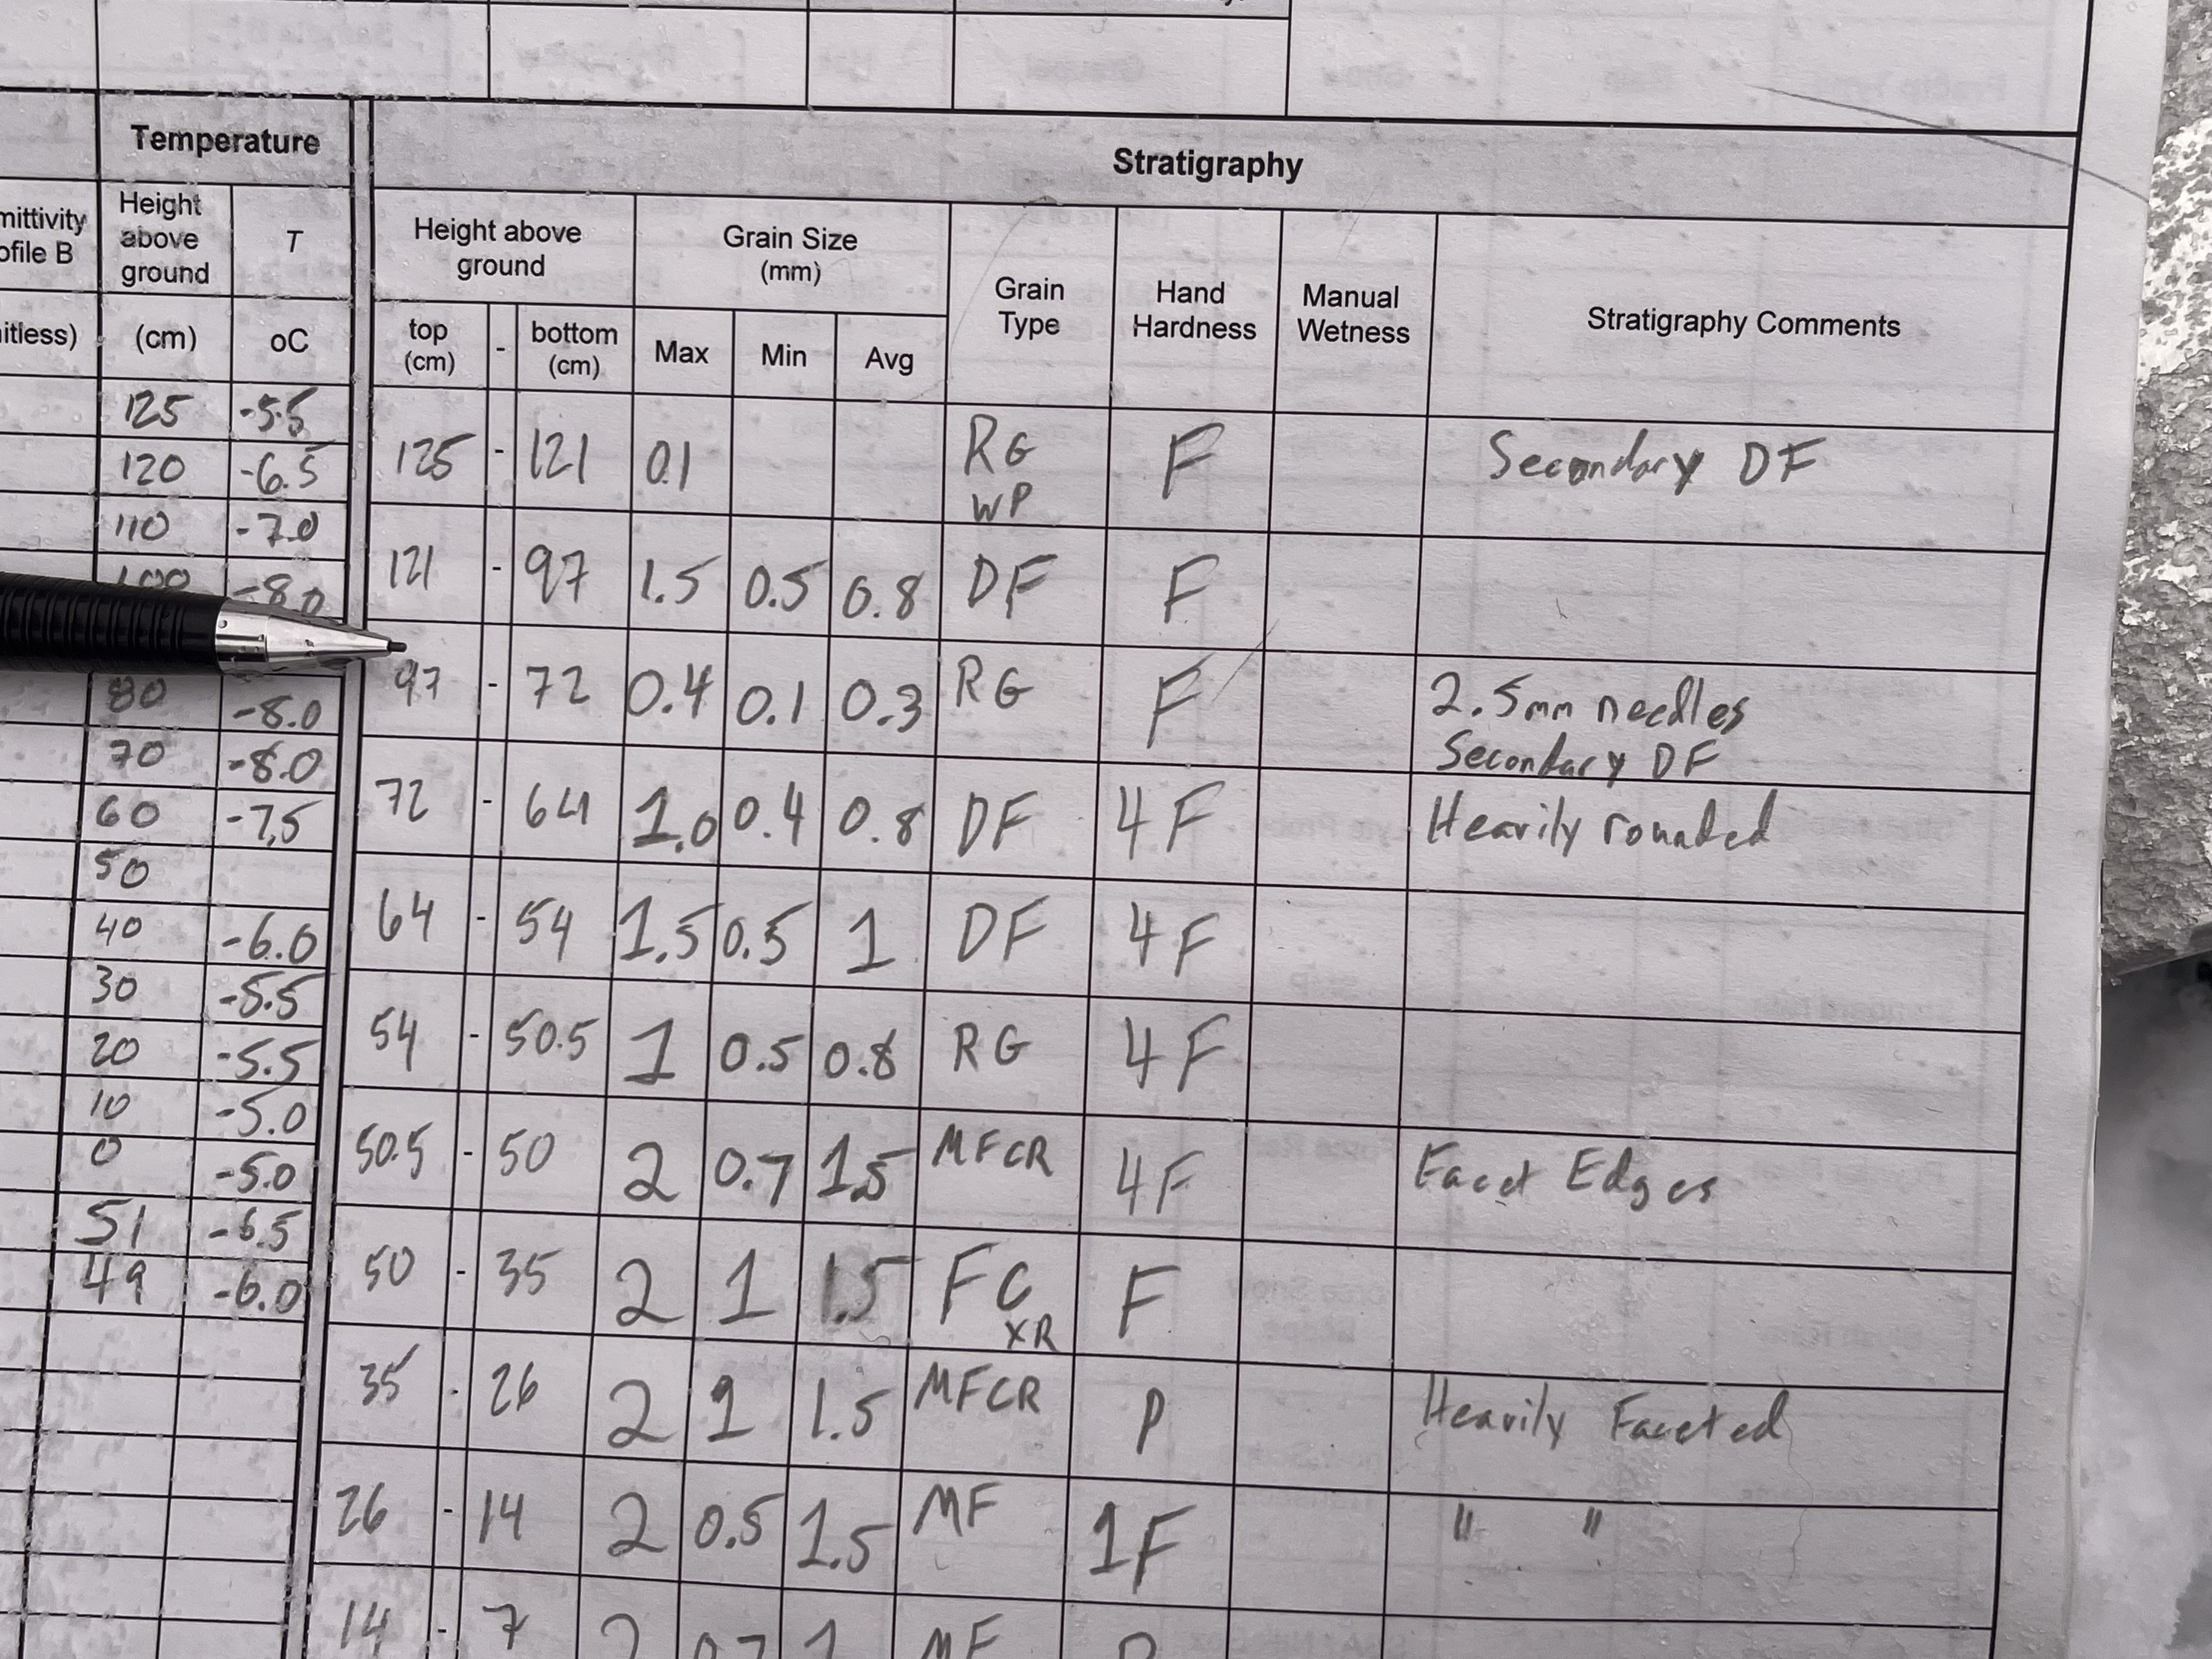 Temperature Stratigraphy
mittivity Height above ground T Height above ground Grain Size (mm) Grain Type Hand Hardness Manual Wetness Stratigraphy Comments
ofile B
itless) (cm) oC top (cm) - bottom (cm) Max Min Avg
125 -5.5 125 - 121 01 RG WP F Secondary DF
120 -6.5
110 -7.0 121 - 97 1.5 0.5 0.8 DF F
100 -8.0
97 - 72 0.4 0.1 0.3 RG F 2.5mm needles
80 -8.0 Secondary DF
70 -8.0
60 -7.5 72 - 64 1.0 0.4 0.8 DF 4F Heavily rounded
50
40 -6.0 64 - 54 1.5 0.5 1 DF 4F
30 -5.5
20 -5.5 54 - 50.5 1 0.5 0.8 RG 4F
10 -5.0
0 -5.0 50.5 - 50 2 0.7 1.5 MFCR 4F Facet Edges
51 -6.5
49 -6.0 50 - 35 2 1 1.5 FC XR F
35 - 26 2 1 1.5 MFCR P Heavily Faceted
26 - 14 2 0.5 1.5 MF 1F " "
14 - 7 2 0.7 1 MF